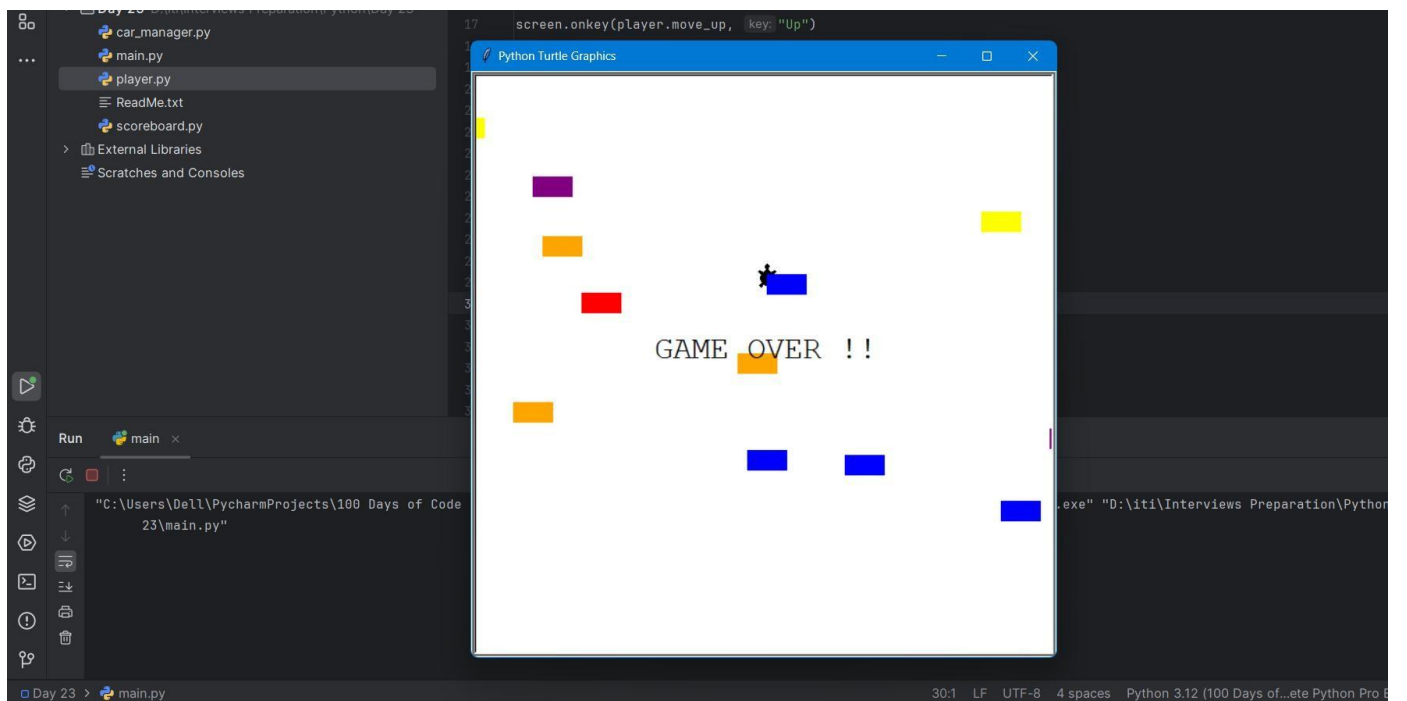 car_manager.py
main.py
player.py
ReadMe.txt
scoreboard.py
External Libraries
Scratches and Consoles
17 screen.onkey(player.move_up, key: "Up")
Python Turtle Graphics
GAME OVER !!
Run main
"C:\Users\Dell\PycharmProjects\100 Days of Code .exe" "D:\iti\Interviews Preparation\Python
23\main.py"
Day 23 > main.py 30:1 LF UTF-8 4 spaces Python 3.12 (100 Days of...ete Python Pro